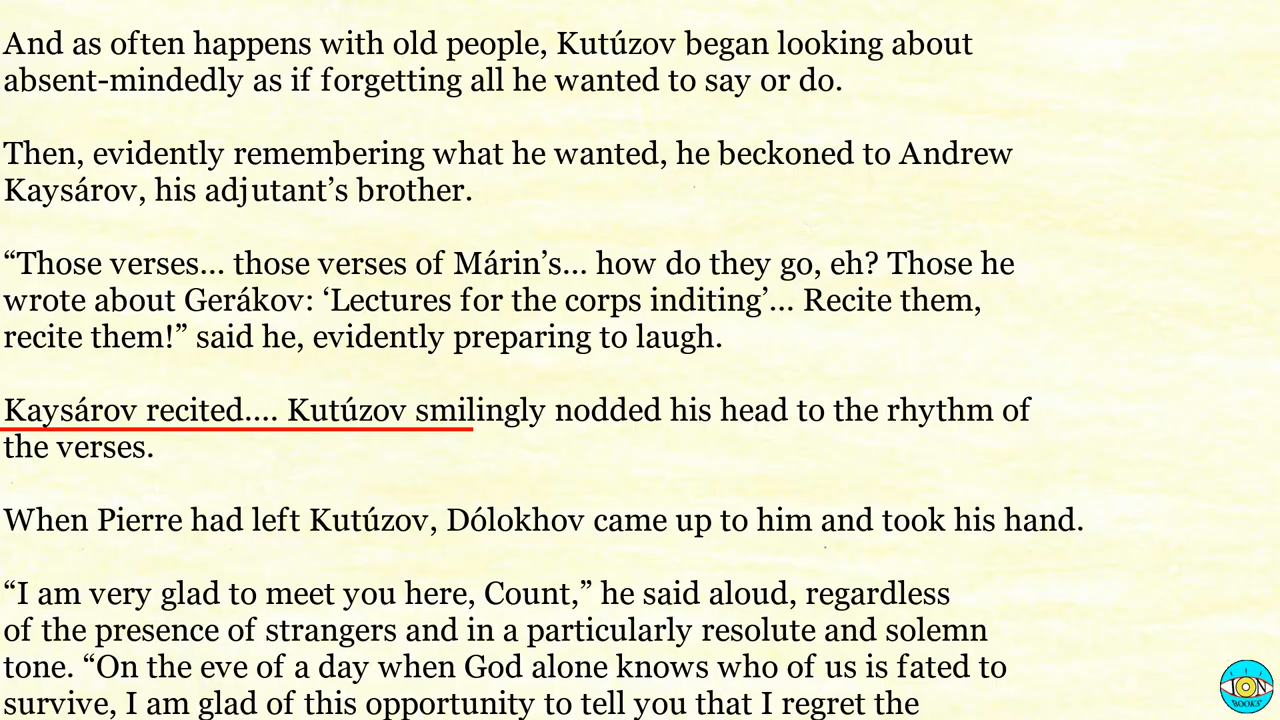 And as often happens with old people, Kutúzov began looking about
absent-mindedly as if forgetting all he wanted to say or do.
Then, evidently remembering what he wanted, he beckoned to Andrew
Kaysárov, his adjutant’s brother.
“Those verses... those verses of Márin’s... how do they go, eh? Those he
wrote about Gerákov: ‘Lectures for the corps inditing’... Recite them,
recite them!” said he, evidently preparing to laugh.
Kaysárov recited.... Kutúzov smilingly nodded his head to the rhythm of
the verses.
When Pierre had left Kutúzov, Dólokhov came up to him and took his hand.
“I am very glad to meet you here, Count,” he said aloud, regardless
of the presence of strangers and in a particularly resolute and solemn
tone. “On the eve of a day when God alone knows who of us is fated to
survive, I am glad of this opportunity to tell you that I regret the
ION
BOOKS